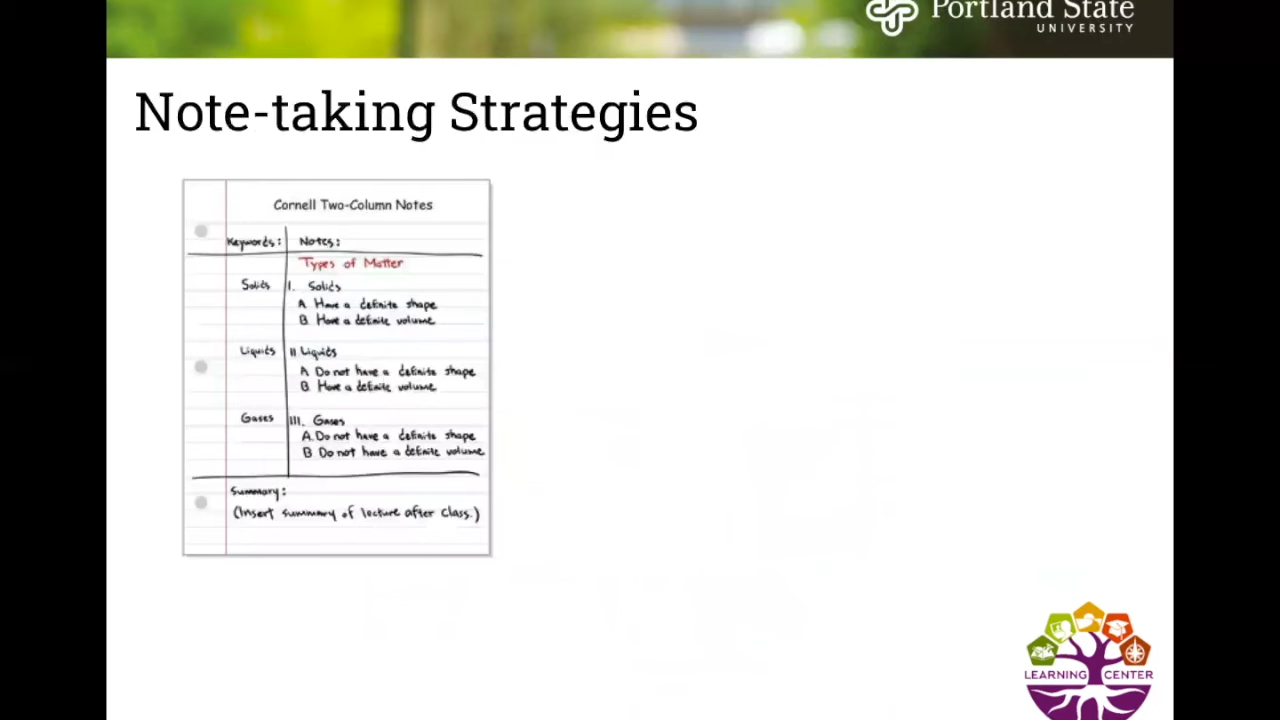 Portland State
UNIVERSITY
Note-taking Strategies
Cornell Two-Column Notes
Keywords: Notes:
Types of Matter
Solids I. Solids
A. Have a definite shape
B. Have a definite volume
Liquids II Liquids
A. Do not have a definite shape
B. Have a definite volume
Gases III. Gases
A. Do not have a definite shape
B Do not have a definite volume
Summary:
(Insert summary of lecture after class.)
LEARNING CENTER